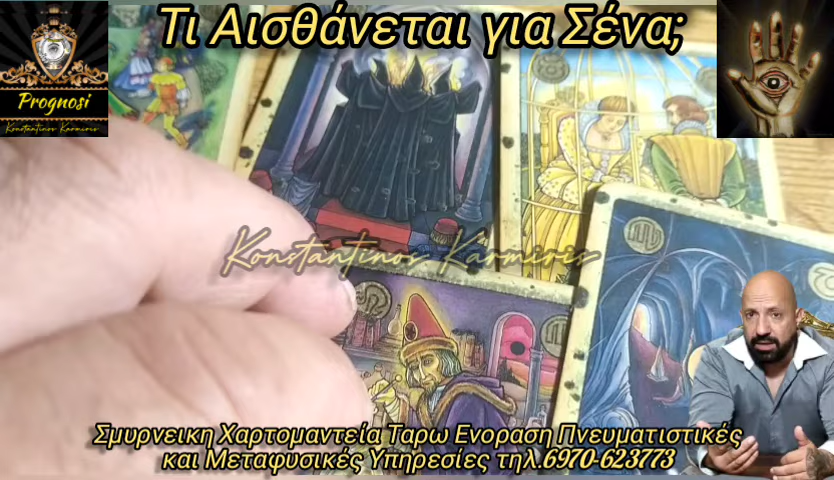 Τι Αισθάνεται για Σένα;
Prognosi
Konstantinos Karmiris
Konstantinos Karmiris
Σμυρνεικη Χαρτομαντεία Ταρω Ενοραση Πνευματιστικές
και Μεταφυσικές Υπηρεσίες τηλ.6970-623773